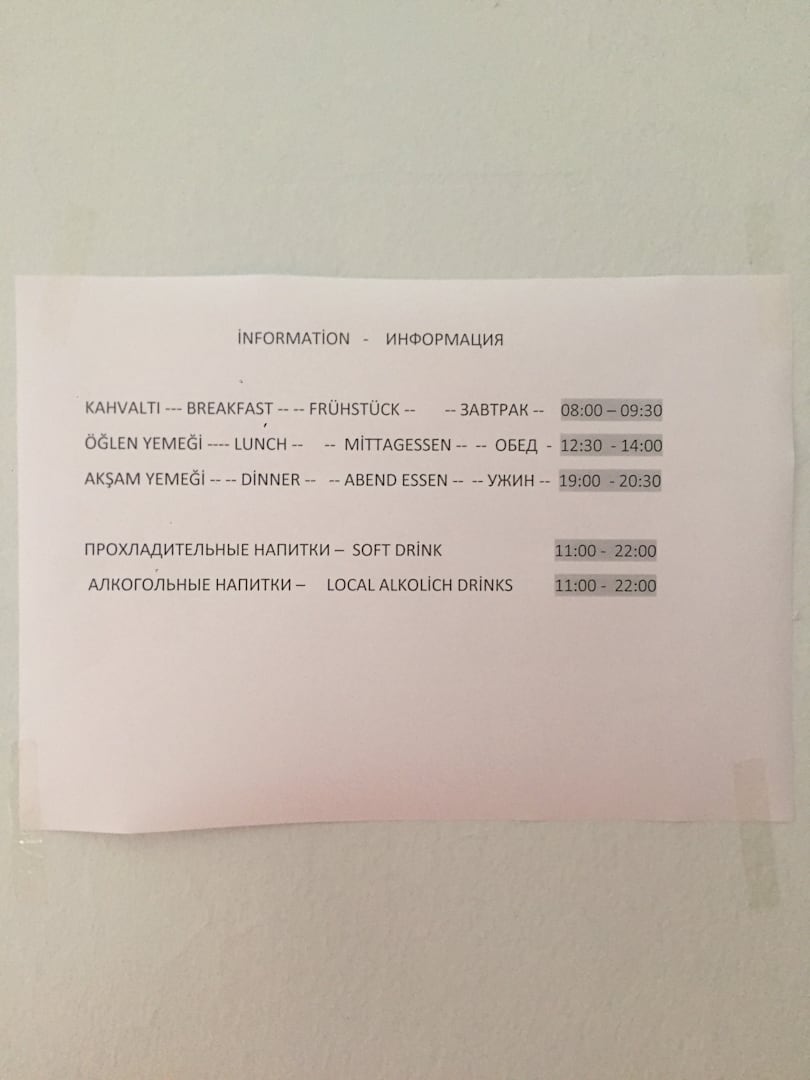 İNFORMATİON - ИНФОРМАЦИЯ
KAHVALTI --- BREAKFAST -- -- FRÜHSTÜCK -- -- ЗАВТРАК -- 08:00 – 09:30
ÖĞLEN YEMEĞİ ---- LUNCH -- -- MİTTAGESSEN -- -- ОБЕД - 12:30 - 14:00
AKŞAM YEMEĞİ -- -- DİNNER -- -- ABEND ESSEN -- -- УЖИН -- 19:00 - 20:30
ПРОХЛАДИТЕЛЬНЫЕ НАПИТКИ – SOFT DRİNK 11:00 - 22:00
АЛКОГОЛЬНЫЕ НАПИТКИ – LOCAL ALKOLİCH DRİNKS 11:00 - 22:00